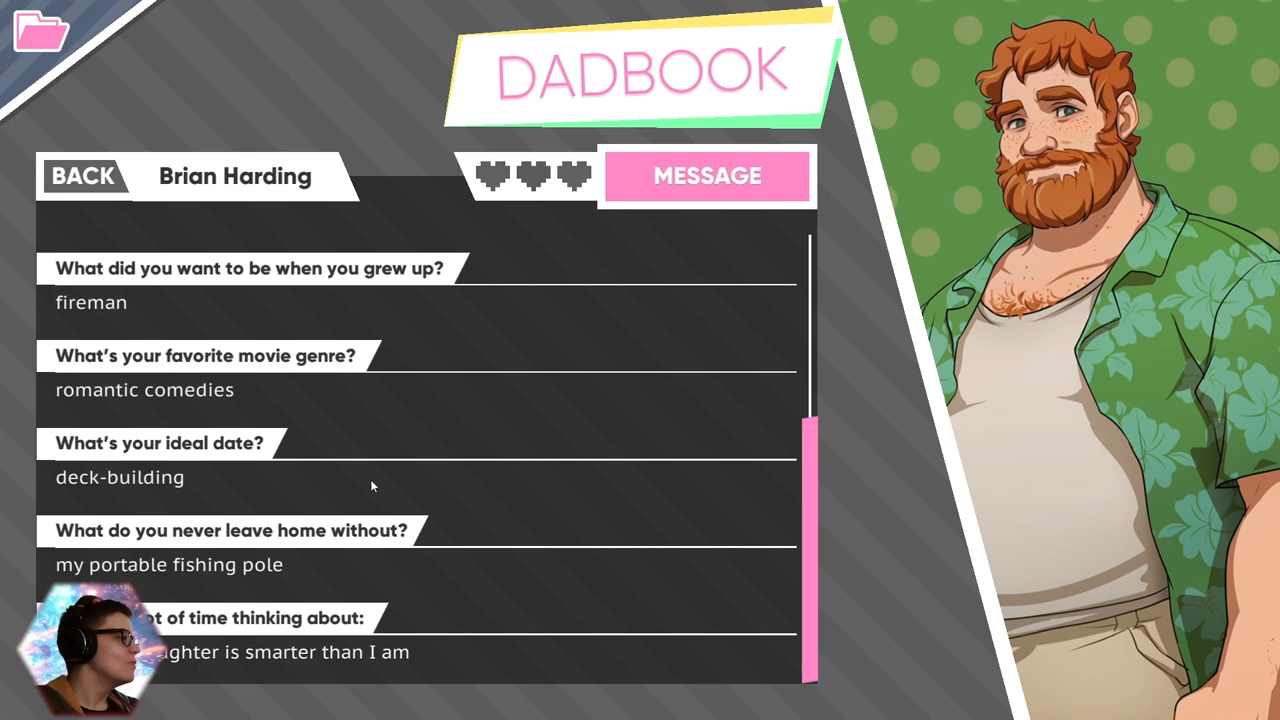 DADBOOK
BACK
Brian Harding
MESSAGE
What did you want to be when you grew up?
fireman
What's your favorite movie genre?
romantic comedies
What's your ideal date?
deck-building
What do you never leave home without?
my portable fishing pole
of time thinking about:
is smarter than I am